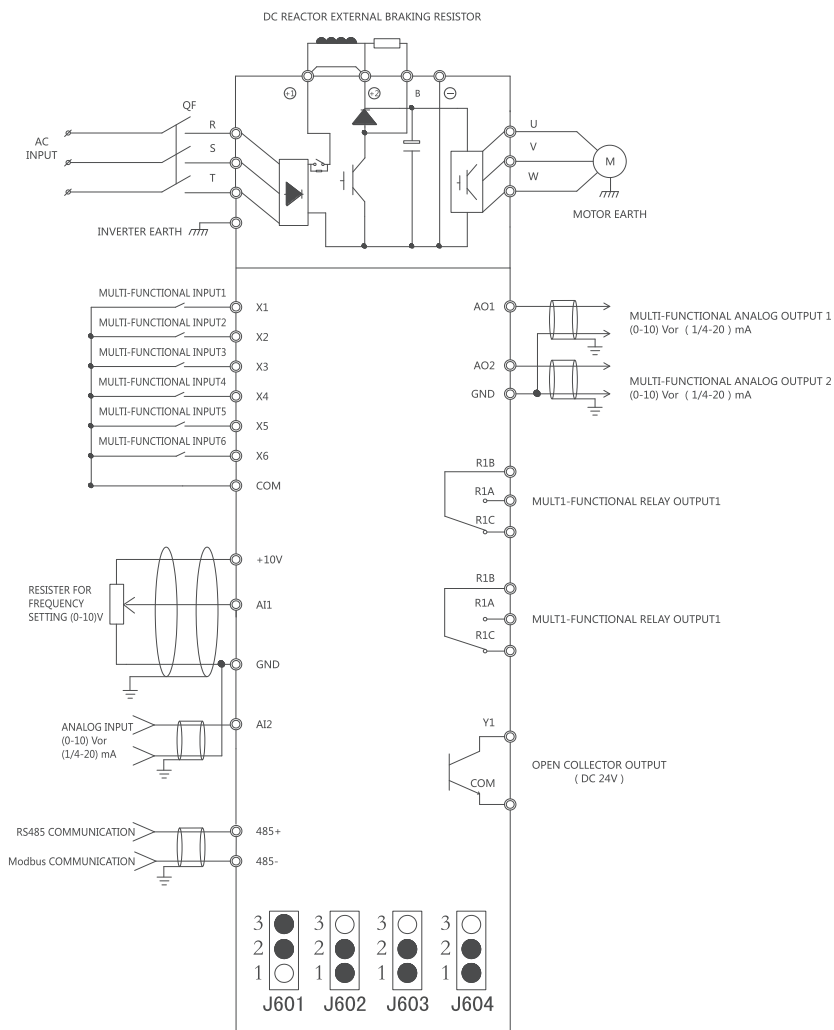 DC REACTOR EXTERNAL BRAKING RESISTOR
+1 +2 B −
QF
R
S
T
AC
INPUT
INVERTER EARTH
U
V
W
M
MOTOR EARTH
MULTI-FUNCTIONAL INPUT1 X1
MULTI-FUNCTIONAL INPUT2 X2
MULTI-FUNCTIONAL INPUT3 X3
MULTI-FUNCTIONAL INPUT4 X4
MULTI-FUNCTIONAL INPUT5 X5
MULTI-FUNCTIONAL INPUT6 X6
COM
AO1
MULTI-FUNCTIONAL ANALOG OUTPUT 1
(0-10) Vor ( 1/4-20 ) mA
AO2
GND
MULTI-FUNCTIONAL ANALOG OUTPUT 2
(0-10) Vor ( 1/4-20 ) mA
R1B
R1A
R1C
MULT1-FUNCTIONAL RELAY OUTPUT1
+10V
AI1
GND
RESISTER FOR
FREQUENCY
SETTING (0-10)V
R1B
R1A
R1C
MULT1-FUNCTIONAL RELAY OUTPUT1
AI2
ANALOG INPUT
(0-10) Vor
(1/4-20) mA
Y1
COM
OPEN COLLECTOR OUTPUT
( DC 24V )
RS485 COMMUNICATION 485+
Modbus COMMUNICATION 485-
3 3 3 3
2 2 2 2
1 1 1 1
J601 J602 J603 J604